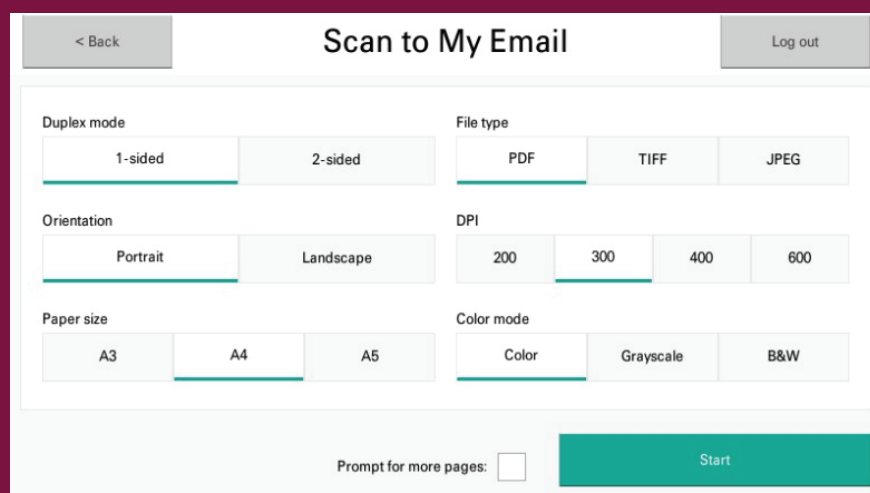 < Back
Scan to My Email
Log out
Duplex mode
1-sided
2-sided
File type
PDF
TIFF
JPEG
Orientation
Portrait
Landscape
DPI
200
300
400
600
Paper size
A3
A4
A5
Color mode
Color
Grayscale
B&W
Prompt for more pages:
Start